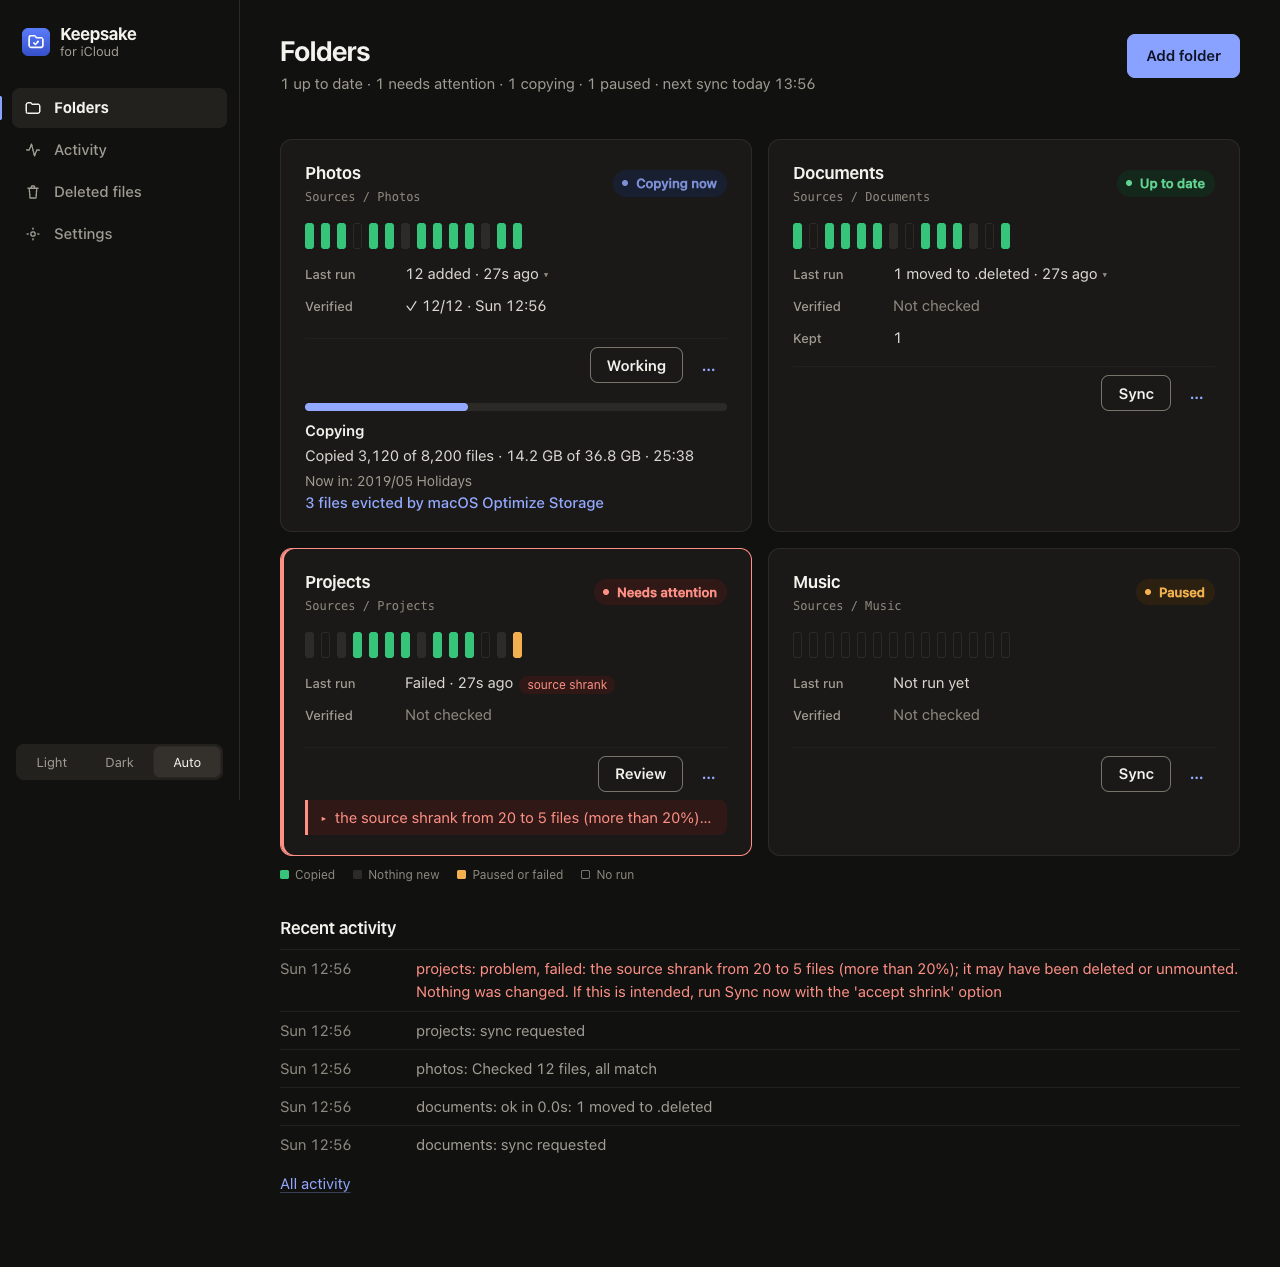 Keepsake
for iCloud
Folders
Activity
Deleted files
Settings
Light
Dark
Auto
Folders
1 up to date · 1 needs attention · 1 copying · 1 paused · next sync today 13:56
Add folder
Photos
Sources / Photos
Copying now
Last run
12 added · 27s ago ▾
Verified
✓ 12/12 · Sun 12:56
Working
...
Copying
Copied 3,120 of 8,200 files · 14.2 GB of 36.8 GB · 25:38
Now in: 2019/05 Holidays
3 files evicted by macOS Optimize Storage
Documents
Sources / Documents
Up to date
Last run
1 moved to .deleted · 27s ago ▾
Verified
Not checked
Kept
1
Sync
...
Projects
Sources / Projects
Needs attention
Last run
Failed · 27s ago
source shrank
Verified
Not checked
Review
...
▸ the source shrank from 20 to 5 files (more than 20%)...
Music
Sources / Music
Paused
Last run
Not run yet
Verified
Not checked
Sync
...
Copied
Nothing new
Paused or failed
No run
Recent activity
Sun 12:56
projects: problem, failed: the source shrank from 20 to 5 files (more than 20%); it may have been deleted or unmounted.
Nothing was changed. If this is intended, run Sync now with the 'accept shrink' option
Sun 12:56
projects: sync requested
Sun 12:56
photos: Checked 12 files, all match
Sun 12:56
documents: ok in 0.0s: 1 moved to .deleted
Sun 12:56
documents: sync requested
All activity